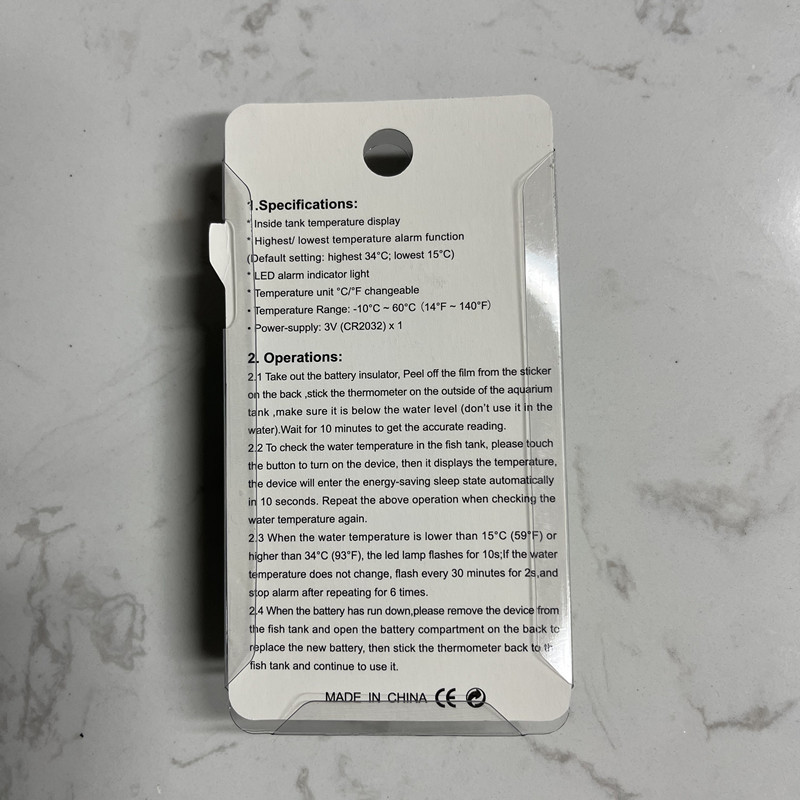 1.Specifications:
* Inside tank temperature display
* Highest/ lowest temperature alarm function
(Default setting: highest 34°C; lowest 15°C)
* LED alarm indicator light
* Temperature unit °C/°F changeable
• Temperature Range: -10°C ~ 60°C（14°F ~ 140°F）
• Power-supply: 3V (CR2032) x 1
2. Operations:
2.1 Take out the battery insulator, Peel off the film from the sticker
on the back ,stick the thermometer on the outside of the aquarium
tank ,make sure it is below the water level (don't use it in the
water).Wait for 10 minutes to get the accurate reading.
2.2 To check the water temperature in the fish tank, please touch
the button to turn on the device, then it displays the temperature,
the device will enter the energy-saving sleep state automatically
in 10 seconds. Repeat the above operation when checking the
water temperature again.
2.3 When the water temperature is lower than 15°C (59°F) or
higher than 34°C (93°F), the led lamp flashes for 10s;If the water
temperature does not change, flash every 30 minutes for 2s,and
stop alarm after repeating for 6 times.
2.4 When the battery has run down,please remove the device from
the fish tank and open the battery compartment on the back to
replace the new battery, then stick the thermometer back to
fish tank and continue to use it.
MADE IN CHINA CE